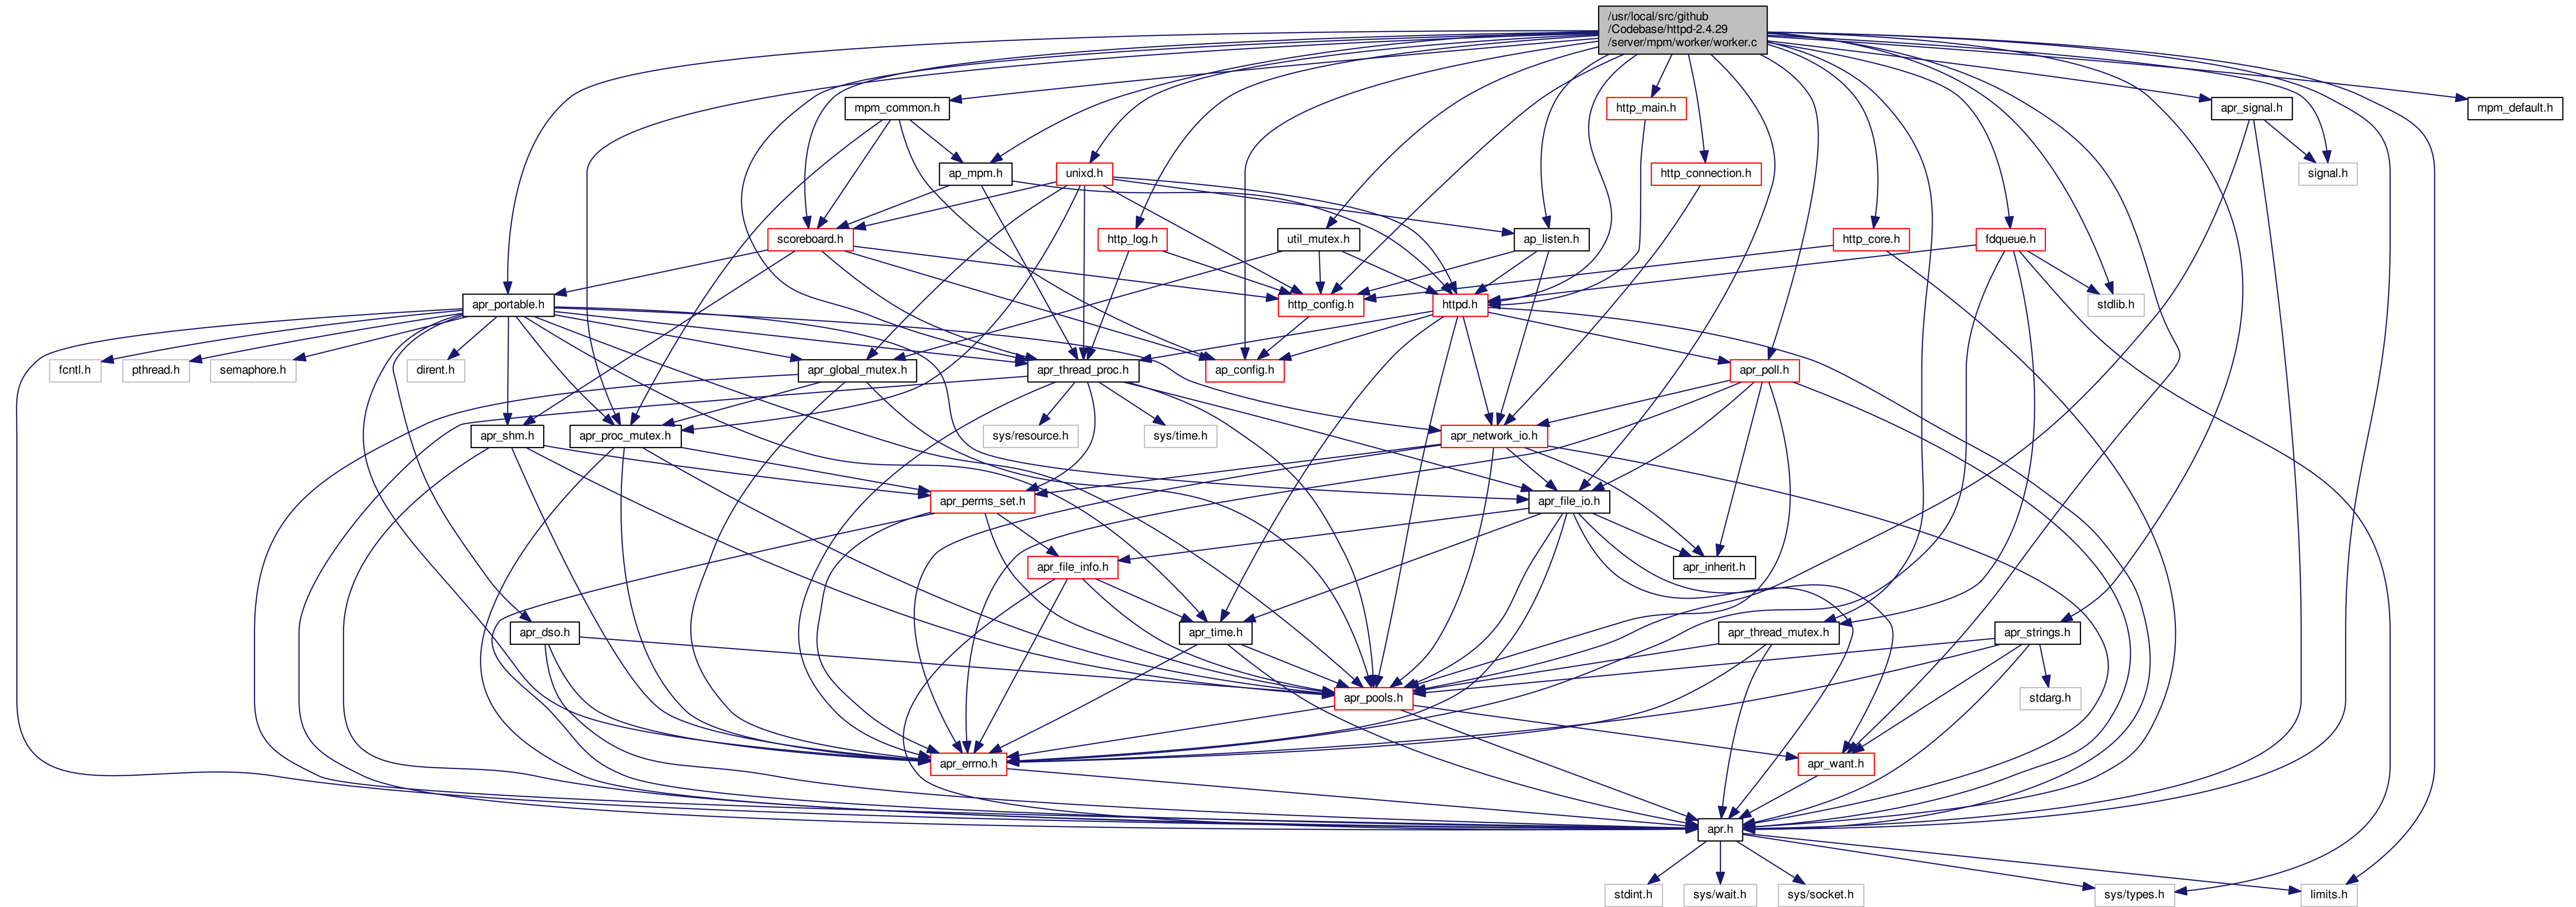 /usr/local/src/github
/Codebase/httpd-2.4.29
/server/mpm/worker/worker.c
mpm_common.h
http_main.h
apr_signal.h
mpm_default.h
ap_mpm.h
unixd.h
http_connection.h
signal.h
scoreboard.h
http_log.h
util_mutex.h
ap_listen.h
http_core.h
fdqueue.h
apr_portable.h
http_config.h
httpd.h
stdlib.h
fcntl.h
pthread.h
semaphore.h
dirent.h
apr_global_mutex.h
apr_thread_proc.h
ap_config.h
apr_poll.h
apr_shm.h
apr_proc_mutex.h
sys/resource.h
sys/time.h
apr_network_io.h
apr_perms_set.h
apr_file_io.h
apr_file_info.h
apr_inherit.h
apr_dso.h
apr_time.h
apr_thread_mutex.h
apr_strings.h
apr_pools.h
stdarg.h
apr_errno.h
apr_want.h
apr.h
stdint.h
sys/wait.h
sys/socket.h
sys/types.h
limits.h